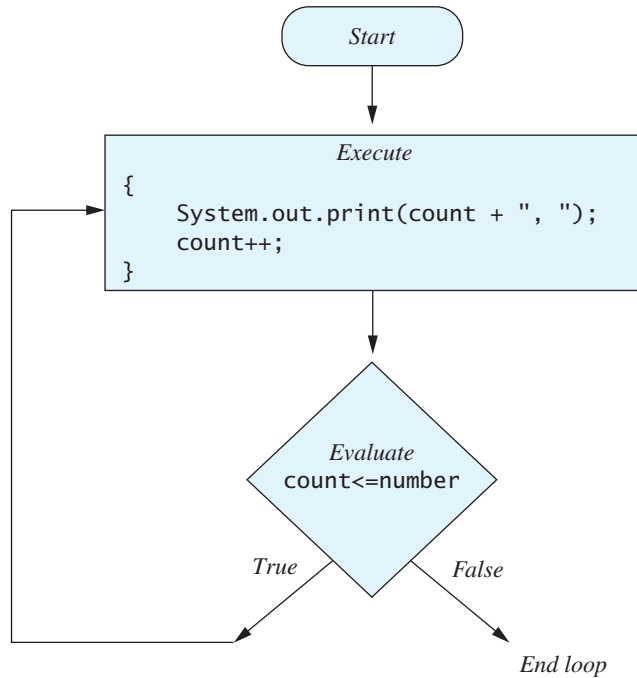 Start
Execute
{
    System.out.print(count + ", ");
    count++;
}
Evaluate
count<=number
True
False
End loop